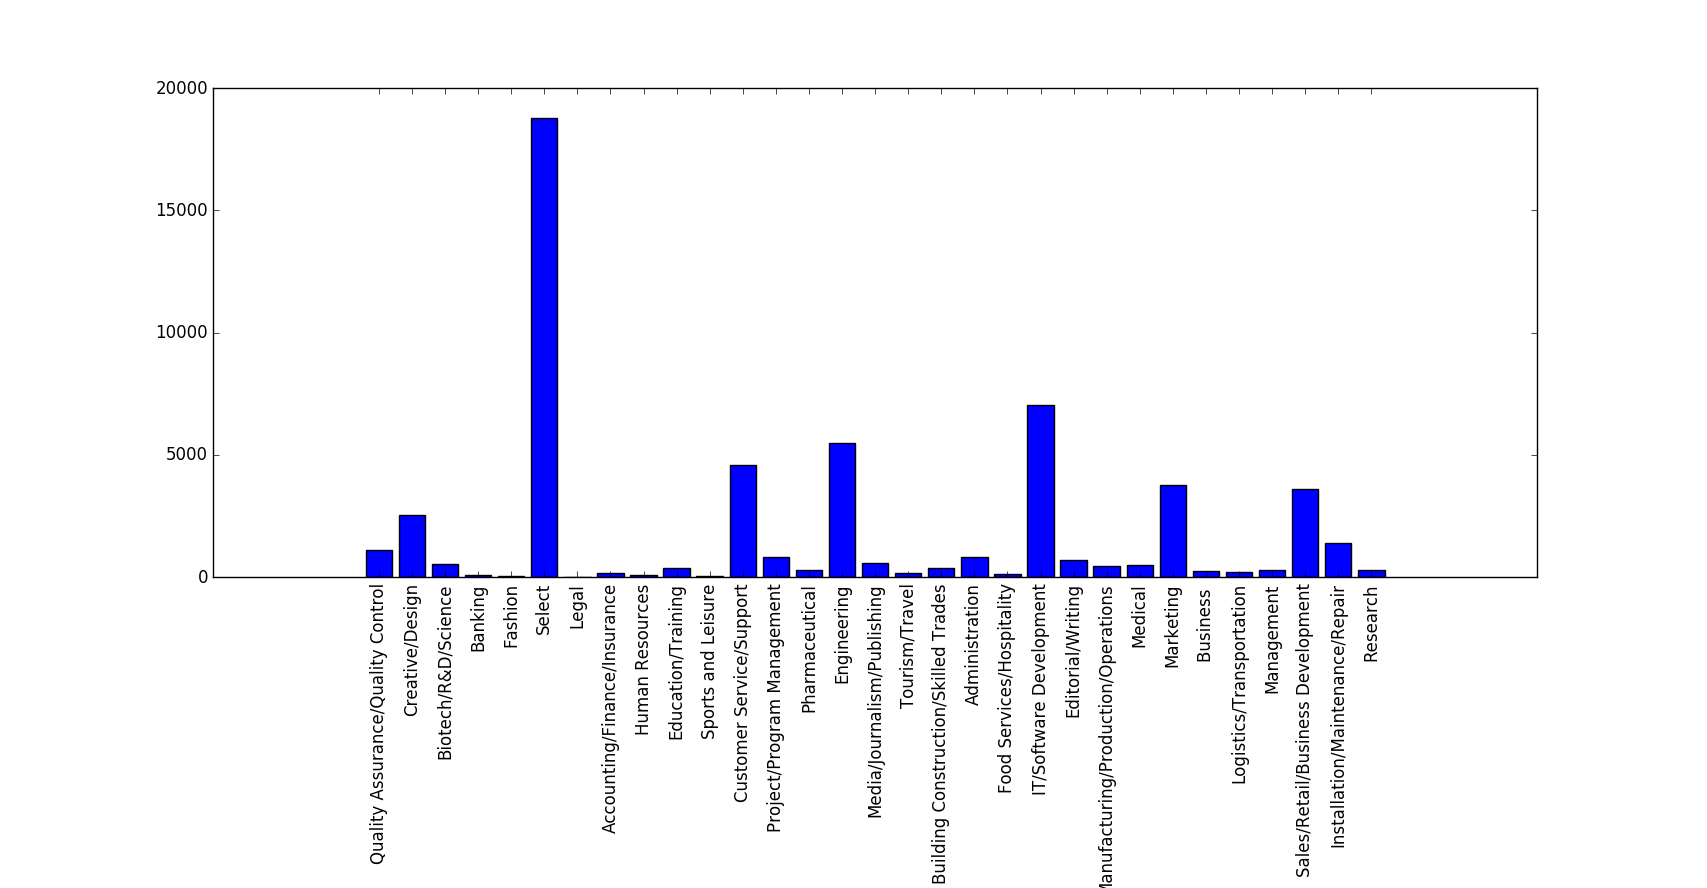 20000
15000
10000
5000
0
Quality Assurance/Quality Control
Creative/Design
Biotech/R&D/Science
Banking
Fashion
Select
Legal
Accounting/Finance/Insurance
Human Resources
Education/Training
Sports and Leisure
Customer Service/Support
Project/Program Management
Pharmaceutical
Engineering
Media/Journalism/Publishing
Tourism/Travel
Building Construction/Skilled Trades
Administration
Food Services/Hospitality
IT/Software Development
Editorial/Writing
Manufacturing/Production/Operations
Medical
Marketing
Business
Logistics/Transportation
Management
Sales/Retail/Business Development
Installation/Maintenance/Repair
Research